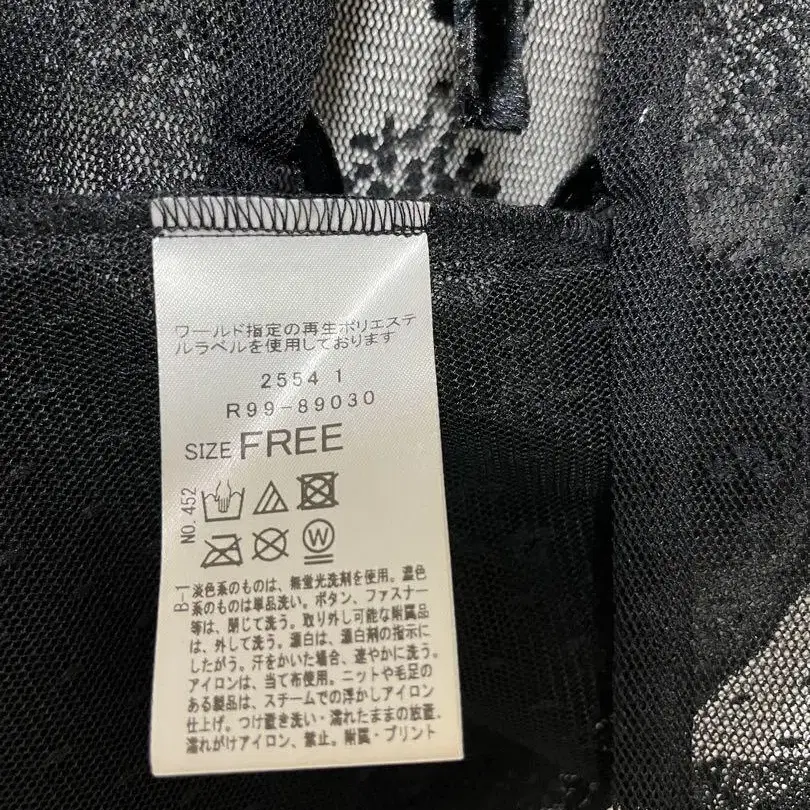 ワールド指定の再生ポリエステ
ルラベルを使用しております
2554 1
R99-89030
SIZE FREE
NO.452
W
B-1
淡色系のものは、無蛍光洗剤を使用。濃色
系のものは単品洗い。ボタン、ファスナー
等は、閉じて洗う。取り外し可能な附属品
は、外して洗う。漂白は、漂白剤の指示に
したがう。汗をかいた場合、速やかに洗う。
アイロンは、当て布使用。ニットや毛足の
ある製品は、スチームでの浮かしアイロン
仕上げ。つけ置き洗い・濡れたままの放置、
濡れがけアイロン、禁止。附属・プリント